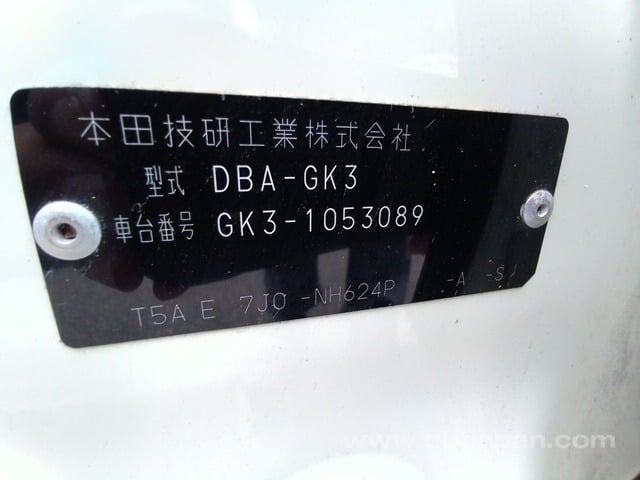 本田技研工業株式会社
型式 DBA-GK3
車台番号 GK3-1053089
T5A E 7J0 -NH624P -A -S